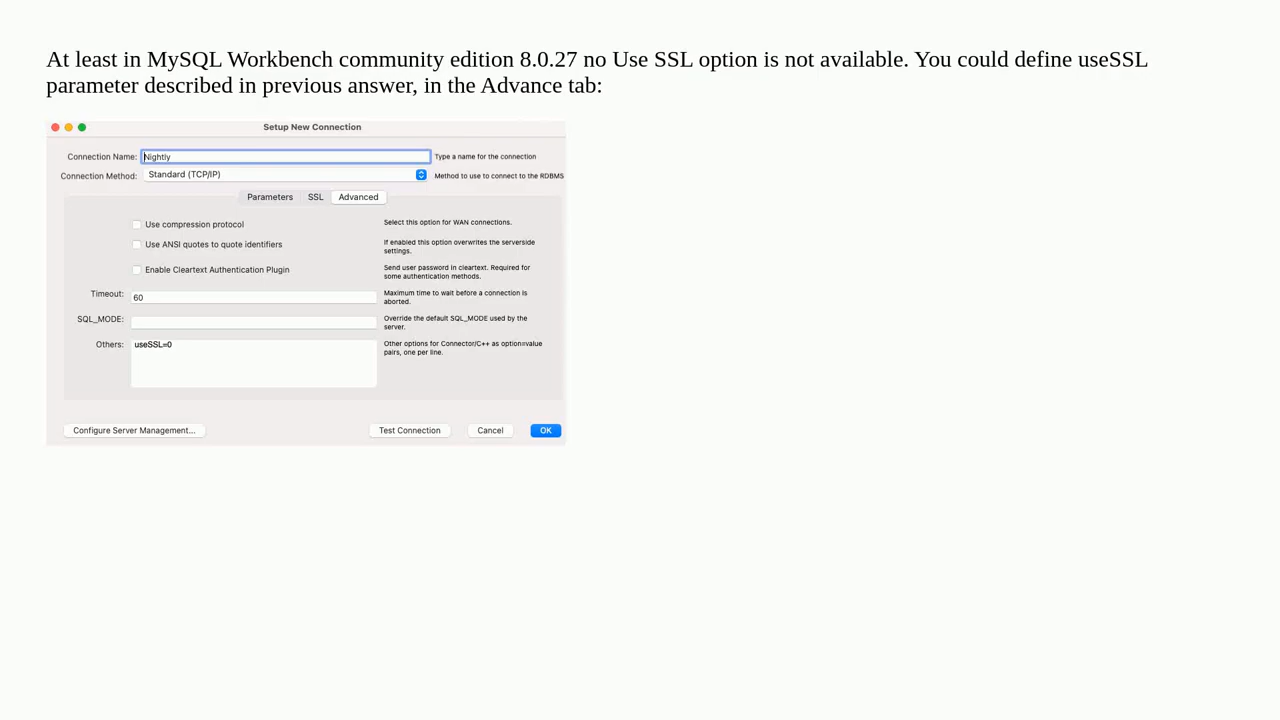 At least in MySQL Workbench community edition 8.0.27 no Use SSL option is not available. You could define useSSL
parameter described in previous answer, in the Advance tab:
Setup New Connection
Connection Name: Nightly Type a name for the connection
Connection Method: Standard (TCP/IP) Method to use to connect to the RDBMS
Parameters SSL Advanced
Use compression protocol Select this option for WAN connections.
Use ANSI quotes to quote identifiers If enabled this option overwrites the serverside
settings.
Enable Cleartext Authentication Plugin Send user password in cleartext. Required for
some authentication methods.
Timeout: 60 Maximum time to wait before a connection is
aborted.
SQL_MODE: Override the default SQL_MODE used by the
server.
Others: useSSL=0 Other options for Connector/C++ as option=value
pairs, one per line.
Configure Server Management... Test Connection Cancel OK